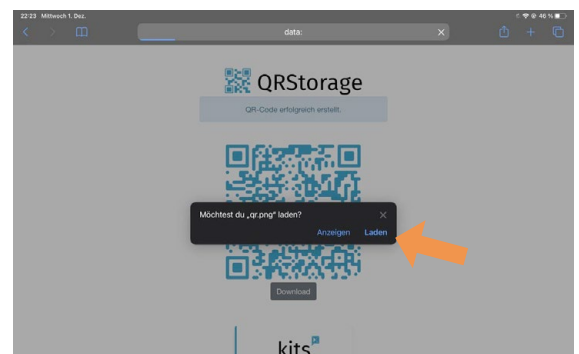 22:23 Mittwoch 1. Dez.
46 %
data:
QRStorage
QR-Code erfolgreich erstellt.
Möchtest du „qr.png“ laden?
Anzeigen Laden
Download
kits